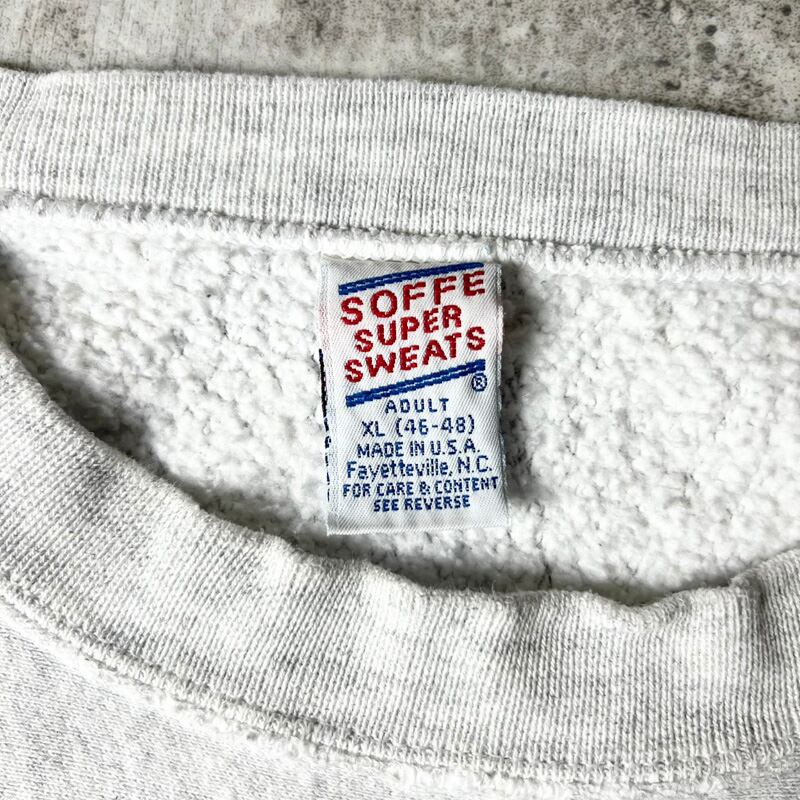 SOFFE
SUPER
SWEATS
®
ADULT
XL (46-48)
MADE IN U.S.A.
Fayetteville, N.C.
FOR CARE & CONTENT
SEE REVERSE